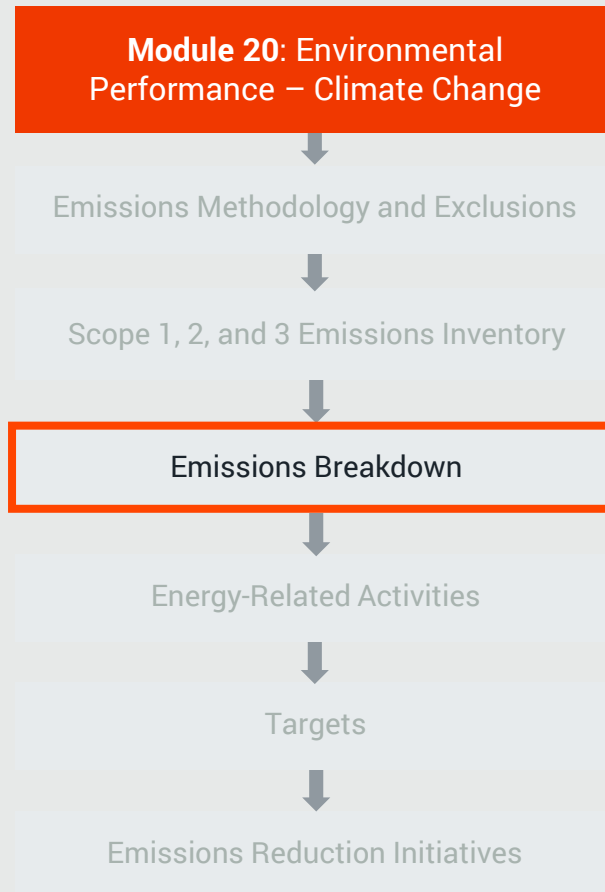 Module 20: Environmental
Performance – Climate Change
Emissions Methodology and Exclusions
Scope 1, 2, and 3 Emissions Inventory
Emissions Breakdown
Energy-Related Activities
Targets
Emissions Reduction Initiatives